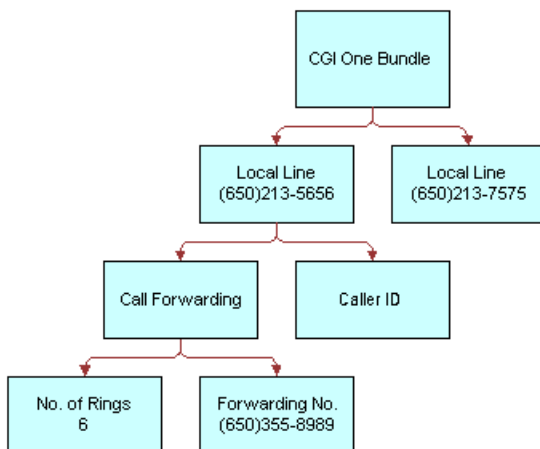 CGI One Bundle
Local Line
(650)213-5656
Local Line
(650)213-7575
Call Forwarding
Caller ID
No. of Rings
6
Forwarding No.
(650)355-8989